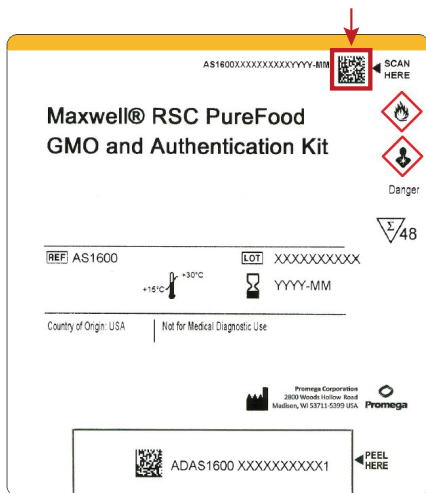 AS1600XXXXXXXXXXYYYY-MM
SCAN
HERE
Maxwell® RSC PureFood
GMO and Authentication Kit
Danger
Σ/48
REF AS1600
LOT XXXXXXXXXX
+15°C
+30°C
YYYY-MM
Country of Origin: USA
Not for Medical Diagnostic Use
Promega Corporation
2800 Woods Hollow Road
Madison, WI 53711-5399 USA
Promega
ADAS1600 XXXXXXXXXX1
PEEL
HERE